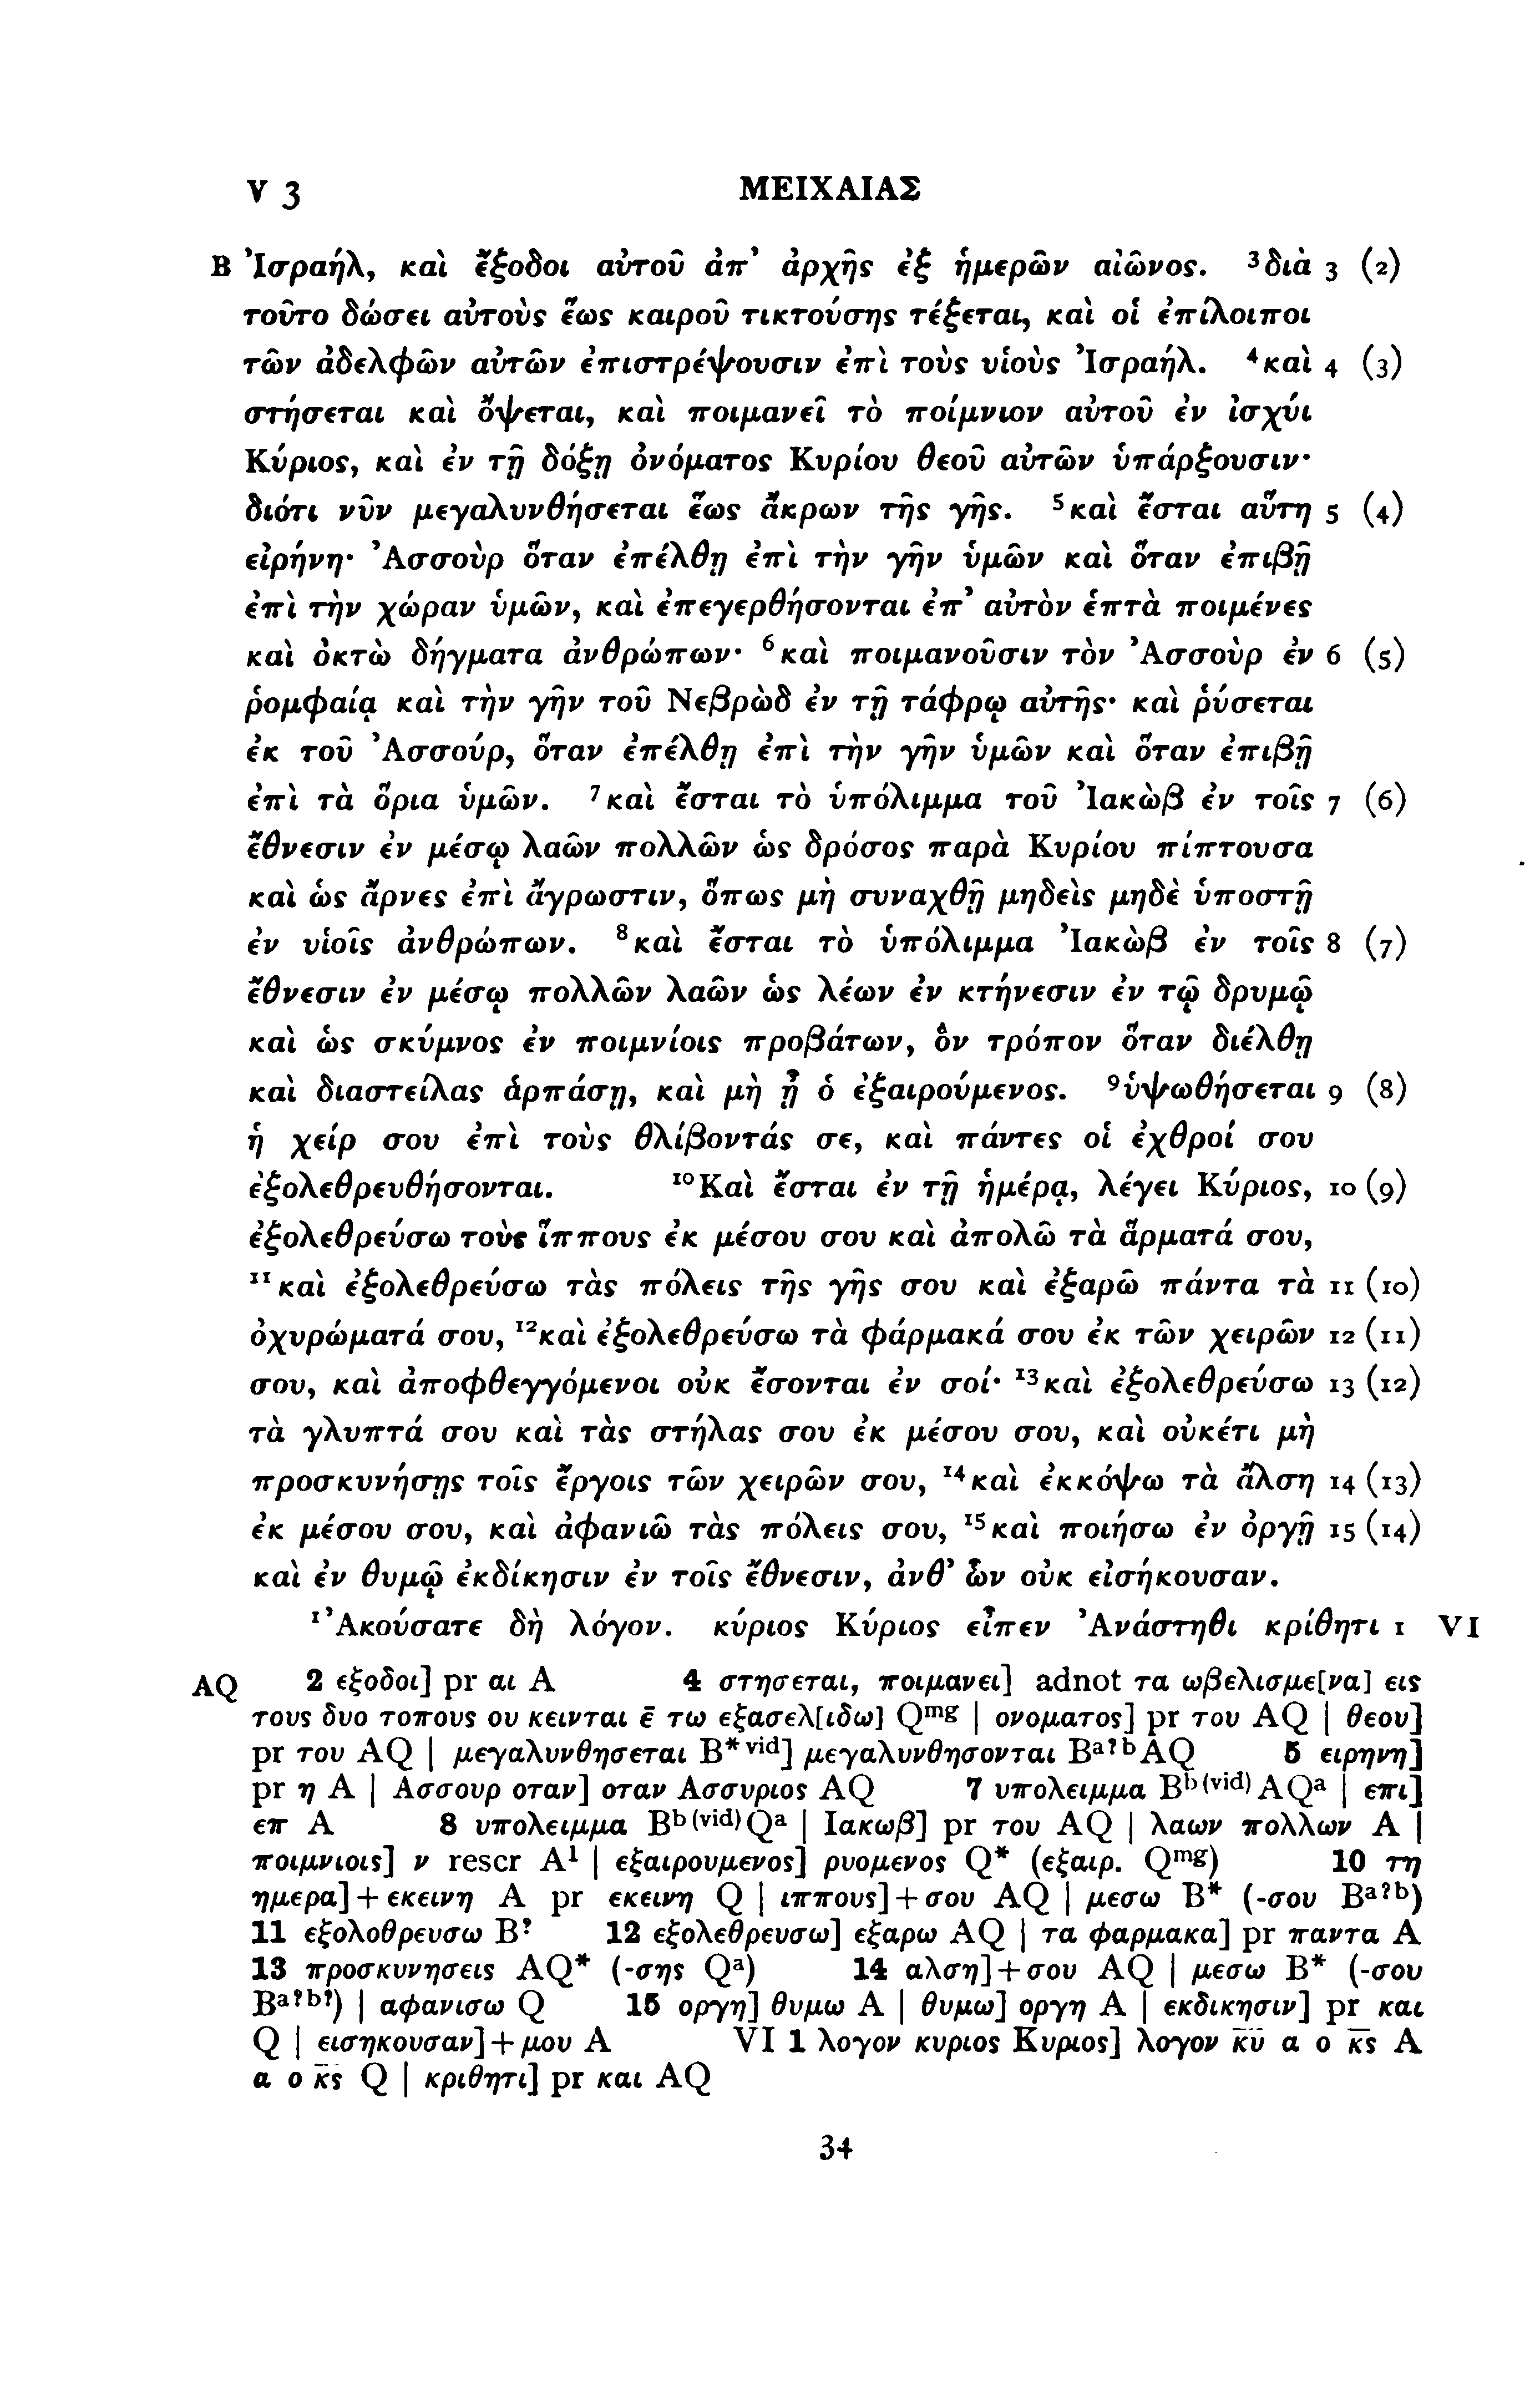 V 3 ΜΕΙΧΑΙΑΣ
B Ἰσραήλ, καὶ ἔξοδοι αὐτοῦ ἀπ᾿ ἀρχῆς ἐξ ἡμερῶν αἰῶνος. ³διὰ 3 (2)
τοῦτο δώσει αὐτοὺς ἕως καιροῦ τικτούσης τέξεται, καὶ οἱ ἐπίλοιποι
τῶν ἀδελφῶν αὐτῶν ἐπιστρέψουσιν ἐπὶ τοὺς υἱοὺς Ἰσραήλ. ⁴καὶ 4 (3)
στήσεται καὶ ὄψεται, καὶ ποιμανεῖ τὸ ποίμνιον αὐτοῦ ἐν ἰσχύι
Κύριος, καὶ ἐν τῇ δόξῃ ὀνόματος Κυρίου θεοῦ αὐτῶν ὑπάρξουσιν·
διότι νῦν μεγαλυνθήσεται ἕως ἄκρων τῆς γῆς. ⁵καὶ ἔσται αὕτη 5 (4)
εἰρήνη· Ἀσσοὺρ ὅταν ἐπέλθῃ ἐπὶ τὴν γῆν ὑμῶν καὶ ὅταν ἐπιβῇ
ἐπὶ τὴν χώραν ὑμῶν, καὶ ἐπεγερθήσονται ἐπ᾿ αὐτὸν ἑπτὰ ποιμένες
καὶ ὀκτὼ δήγματα ἀνθρώπων· ⁶καὶ ποιμανοῦσιν τὸν Ἀσσοὺρ ἐν 6 (5)
ῥομφαίᾳ καὶ τὴν γῆν τοῦ Νεβρὼδ ἐν τῇ τάφρῳ αὐτῆς· καὶ ῥύσεται
ἐκ τοῦ Ἀσσούρ, ὅταν ἐπέλθῃ ἐπὶ τὴν γῆν ὑμῶν καὶ ὅταν ἐπιβῇ
ἐπὶ τὰ ὅρια ὑμῶν. ⁷καὶ ἔσται τὸ ὑπόλιμμα τοῦ Ἰακὼβ ἐν τοῖς 7 (6)
ἔθνεσιν ἐν μέσῳ λαῶν πολλῶν ὡς δρόσος παρὰ Κυρίου πίπτουσα
καὶ ὡς ἄρνες ἐπὶ ἄγρωστιν, ὅπως μὴ συναχθῇ μηδεὶς μηδὲ ὑποστῇ
ἐν υἱοῖς ἀνθρώπων. ⁸καὶ ἔσται τὸ ὑπόλιμμα Ἰακὼβ ἐν τοῖς 8 (7)
ἔθνεσιν ἐν μέσῳ πολλῶν λαῶν ὡς λέων ἐν κτήνεσιν ἐν τῷ δρυμῷ
καὶ ὡς σκύμνος ἐν ποιμνίοις προβάτων, ὃν τρόπον ὅταν διέλθῃ
καὶ διαστείλας ἁρπάσῃ, καὶ μὴ ᾖ ὁ ἐξαιρούμενος. ⁹ὑψωθήσεται 9 (8)
ἡ χείρ σου ἐπὶ τοὺς θλίβοντάς σε, καὶ πάντες οἱ ἐχθροί σου
ἐξολεθρευθήσονται. ¹⁰Καὶ ἔσται ἐν τῇ ἡμέρᾳ, λέγει Κύριος, 10 (9)
ἐξολεθρεύσω τοὺς ἵππους ἐκ μέσου σου καὶ ἀπολῶ τὰ ἅρματά σου,
¹¹καὶ ἐξολεθρεύσω τὰς πόλεις τῆς γῆς σου καὶ ἐξαρῶ πάντα τὰ 11 (10)
ὀχυρώματά σου, ¹²καὶ ἐξολεθρεύσω τὰ φάρμακά σου ἐκ τῶν χειρῶν 12 (11)
σου, καὶ ἀποφθεγγόμενοι οὐκ ἔσονται ἐν σοί· ¹³καὶ ἐξολεθρεύσω 13 (12)
τὰ γλυπτά σου καὶ τὰς στήλας σου ἐκ μέσου σου, καὶ οὐκέτι μὴ
προσκυνήσῃς τοῖς ἔργοις τῶν χειρῶν σου, ¹⁴καὶ ἐκκόψω τὰ ἄλση 14 (13)
ἐκ μέσου σου, καὶ ἀφανιῶ τὰς πόλεις σου, ¹⁵καὶ ποιήσω ἐν ὀργῇ 15 (14)
καὶ ἐν θυμῷ ἐκδίκησιν ἐν τοῖς ἔθνεσιν, ἀνθ᾿ ὧν οὐκ εἰσήκουσαν.
¹Ἀκούσατε δὴ λόγον. κύριος Κύριος εἶπεν Ἀνάστηθι κρίθητι 1 VI
AQ 2 εξοδοι] pr αι A 4 στησεται, ποιμανει] adnot τα ωβελισμε[να] εις
τους δυο τοπους ου κεινται ε̄ τω εξασελ[ιδω] Qᵐᵍ | ονοματος] pr του AQ | θεου]
pr του AQ | μεγαλυνθησεται B*ᵛⁱᵈ] μεγαλυνθησονται Bᵃ?ᵇAQ 5 ειρηνη]
pr η A | Ασσουρ οταν] οταν Ασσυριος AQ 7 υπολειμμα Bᵇ⁽ᵛⁱᵈ⁾AQᵃ | επι]
επ A 8 υπολειμμα Bᵇ⁽ᵛⁱᵈ⁾Qᵃ | Ιακωβ] pr του AQ | λαων πολλων A |
ποιμνιοις] ν rescr A¹ | εξαιρουμενος] ρυομενος Q* (εξαιρ. Qᵐᵍ) 10 τη
ημερα]+εκεινη A pr εκεινη Q | ιππους]+σου AQ | μεσω B* (-σου Bᵃ?ᵇ)
11 εξολοθρευσω B? 12 εξολεθρευσω] εξαρω AQ | τα φαρμακα] pr παντα A
13 προσκυνησεις AQ* (-σης Qᵃ) 14 αλση]+σου AQ | μεσω B* (-σου
Bᵃ?ᵇ?) | αφανισω Q 15 οργη] θυμω A | θυμω] οργη A | εκδικησιν] pr και
Q | εισηκουσαν]+μου A VI 1 λογον κυριος Κυριος] λογον κ̅υ̅ α ο κ̅ς̅ A
α ο κ̅ς̅ Q | κριθητι] pr και AQ
34